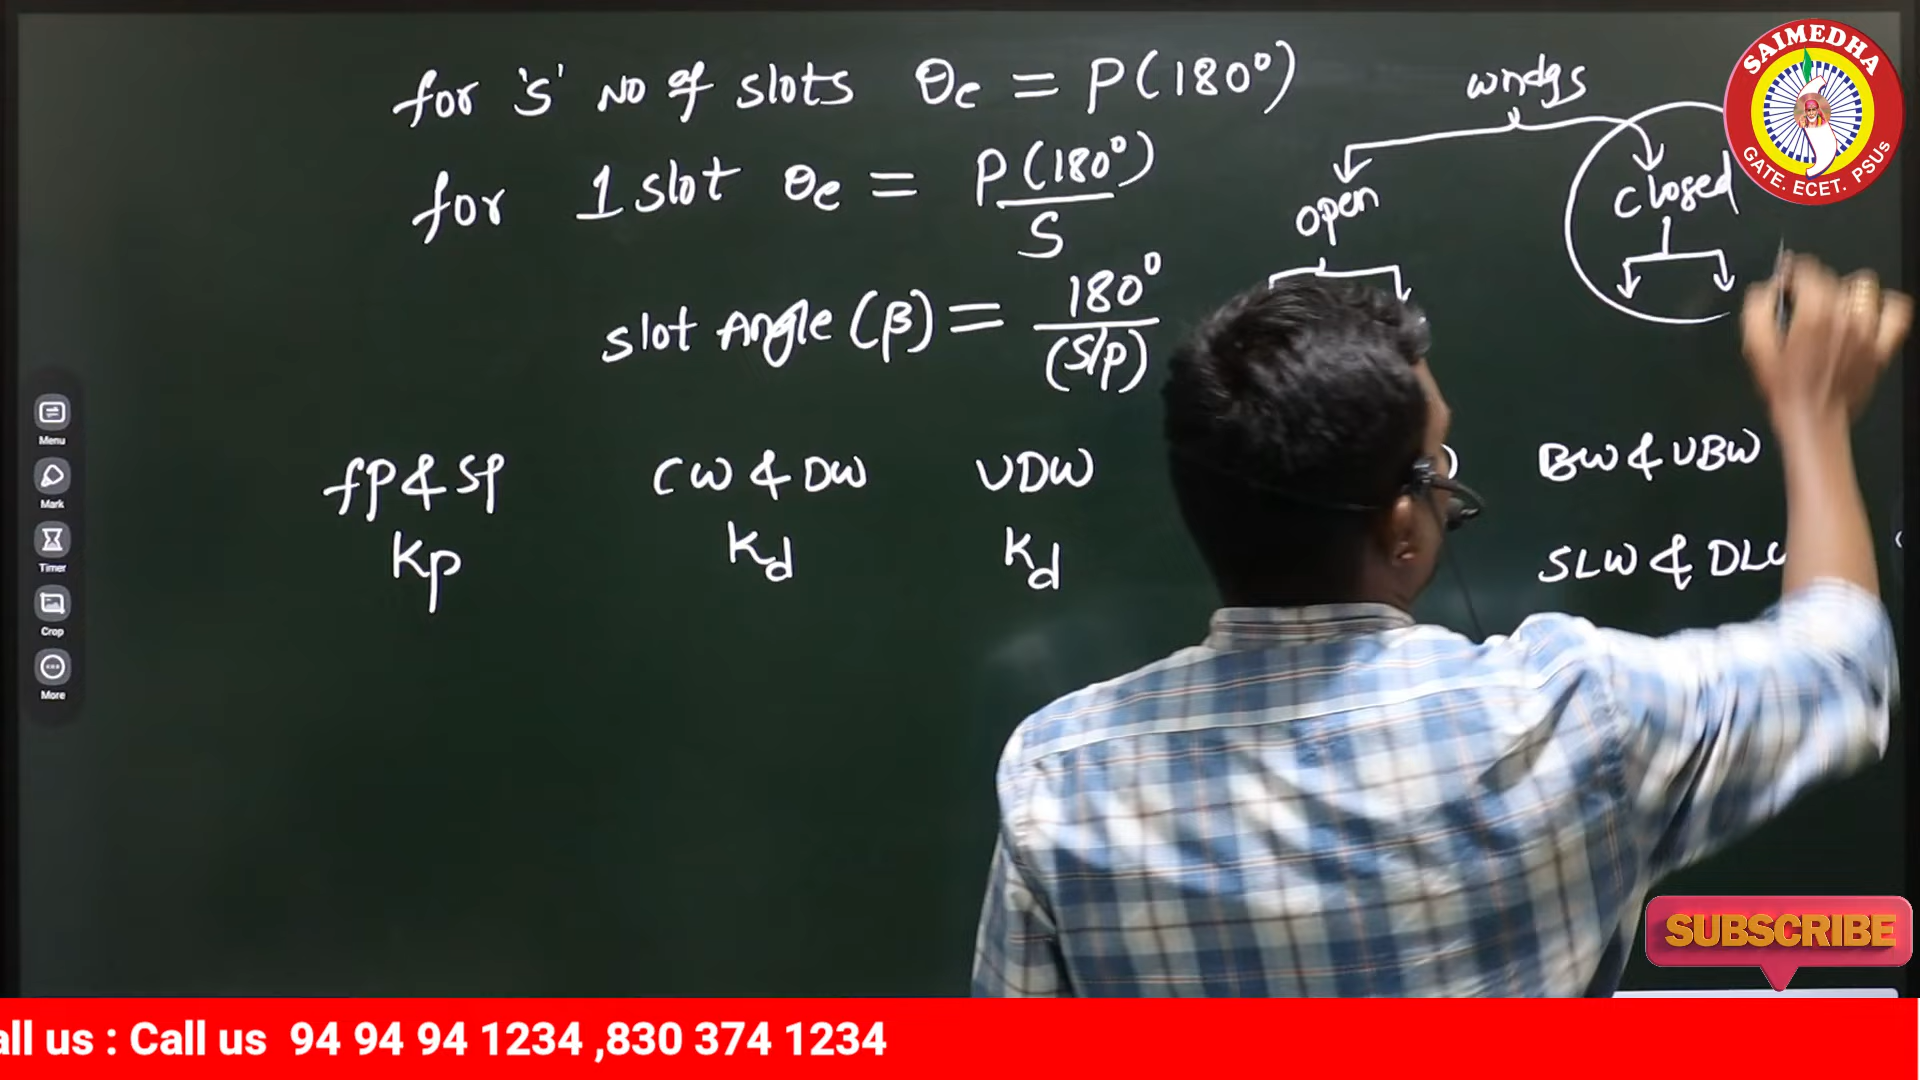 for 's' NO of slots θe = P(180°)
for 1 slot θe = P(180°)/S
slot Angle (β) = 180°/(S/P)
wndgs
open
closed
fp & sp
CW & DW
UDW
BW & UBW
Kp
Kd
Kd
SLW & DL
Menu
Mark
Timer
Crop
More
SAIMEDHA
GATE. ECET. PSUs
SUBSCRIBE
all us : Call us 94 94 94 1234 ,830 374 1234